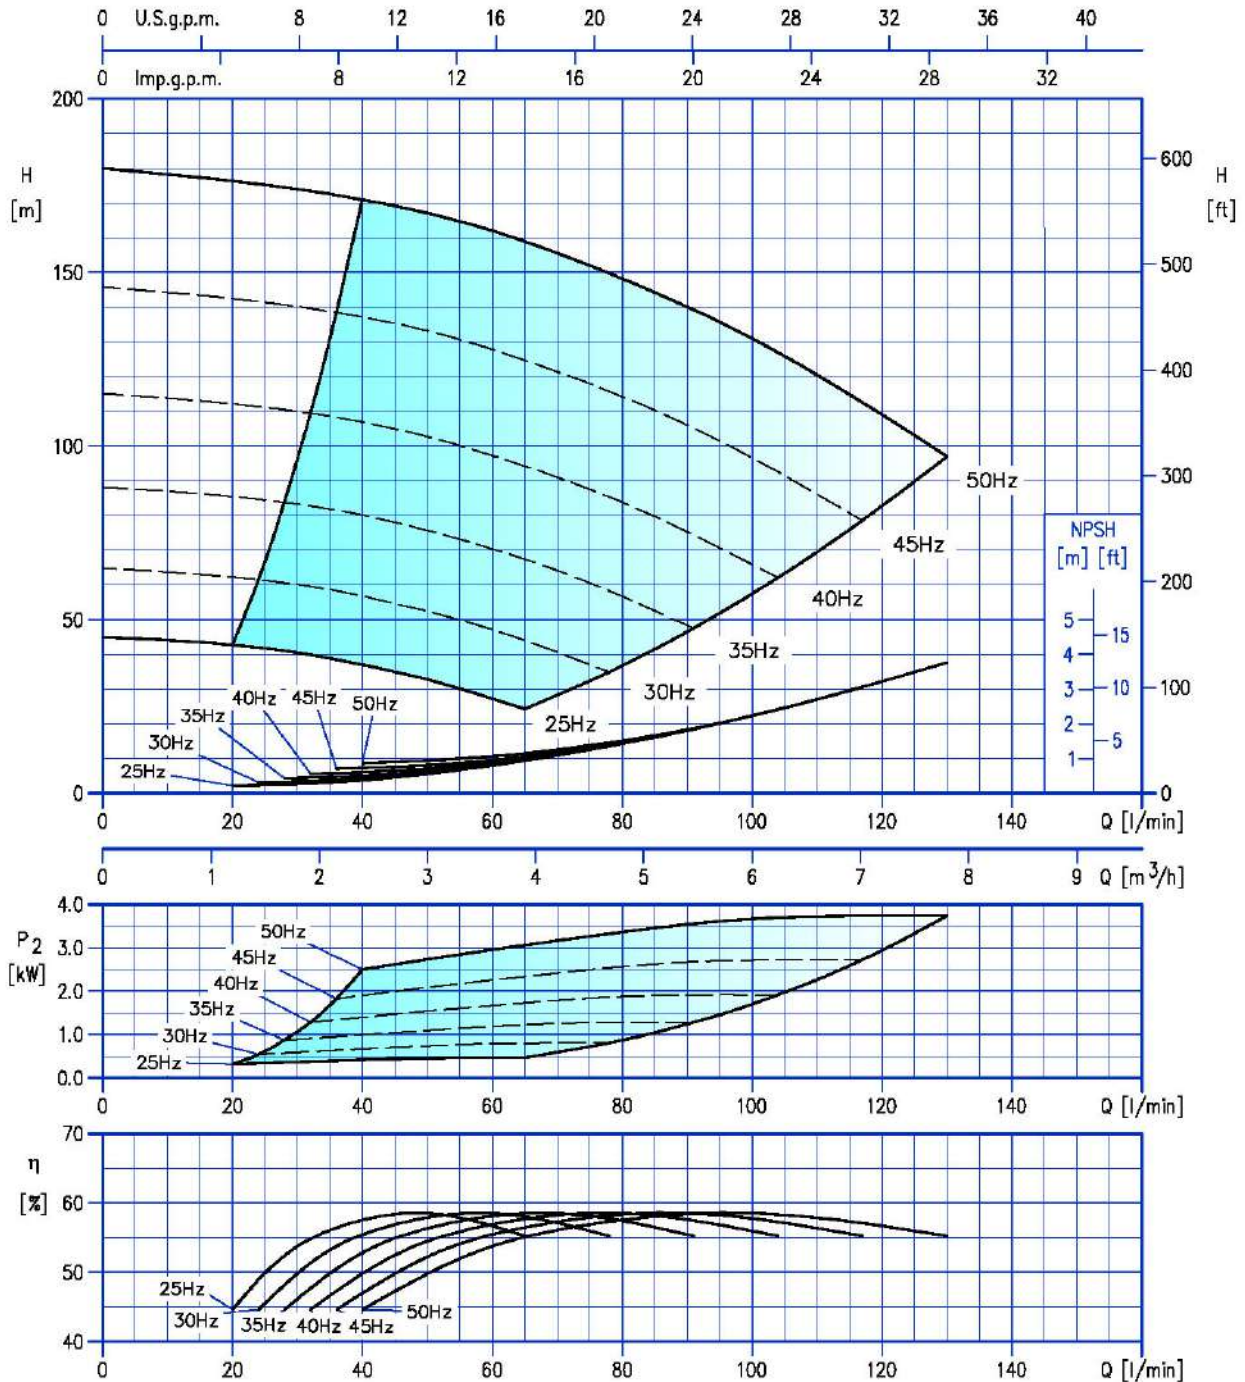 0 U.S.g.p.m. 8 12 16 20 24 28 32 36 40
0 Imp.g.p.m. 8 12 16 20 24 28 32
200
H
[m]
150
100
50
0
600
H
[ft]
500
400
300
200
100
0
50Hz
45Hz
40Hz
35Hz
30Hz
25Hz
NPSH
[m] [ft]
5
4
3
2
1
15
10
5
40Hz 45Hz 50Hz
35Hz
30Hz
25Hz
0 20 40 60 80 100 120 140 Q [l/min]
0 1 2 3 4 5 6 7 8 9 Q [m³/h]
4.0
P2
[kW]
3.0
2.0
1.0
0.0
50Hz
45Hz
40Hz
35Hz
30Hz
25Hz
0 20 40 60 80 100 120 140 Q [l/min]
70
η
[%]
60
50
40
25Hz
30Hz 35Hz 40Hz 45Hz 50Hz
0 20 40 60 80 100 120 140 Q [l/min]